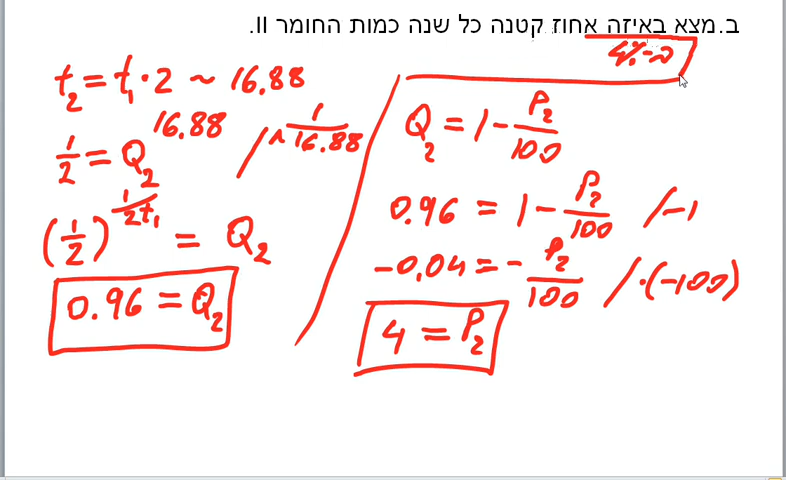 ב. מצא באיזה אחוז קטנה כל שנה כמות החומר II.
ב-4%
t₂ = t₁ · 2 ~ 16.88
½ = Q₂^16.88 / ^ 1/16.88
(½)^(1/2t₁) = Q₂
0.96 = Q₂
Q₂ = 1 - P₂/100
0.96 = 1 - P₂/100 / -1
-0.04 = - P₂/100 / ·(-100)
4 = P₂